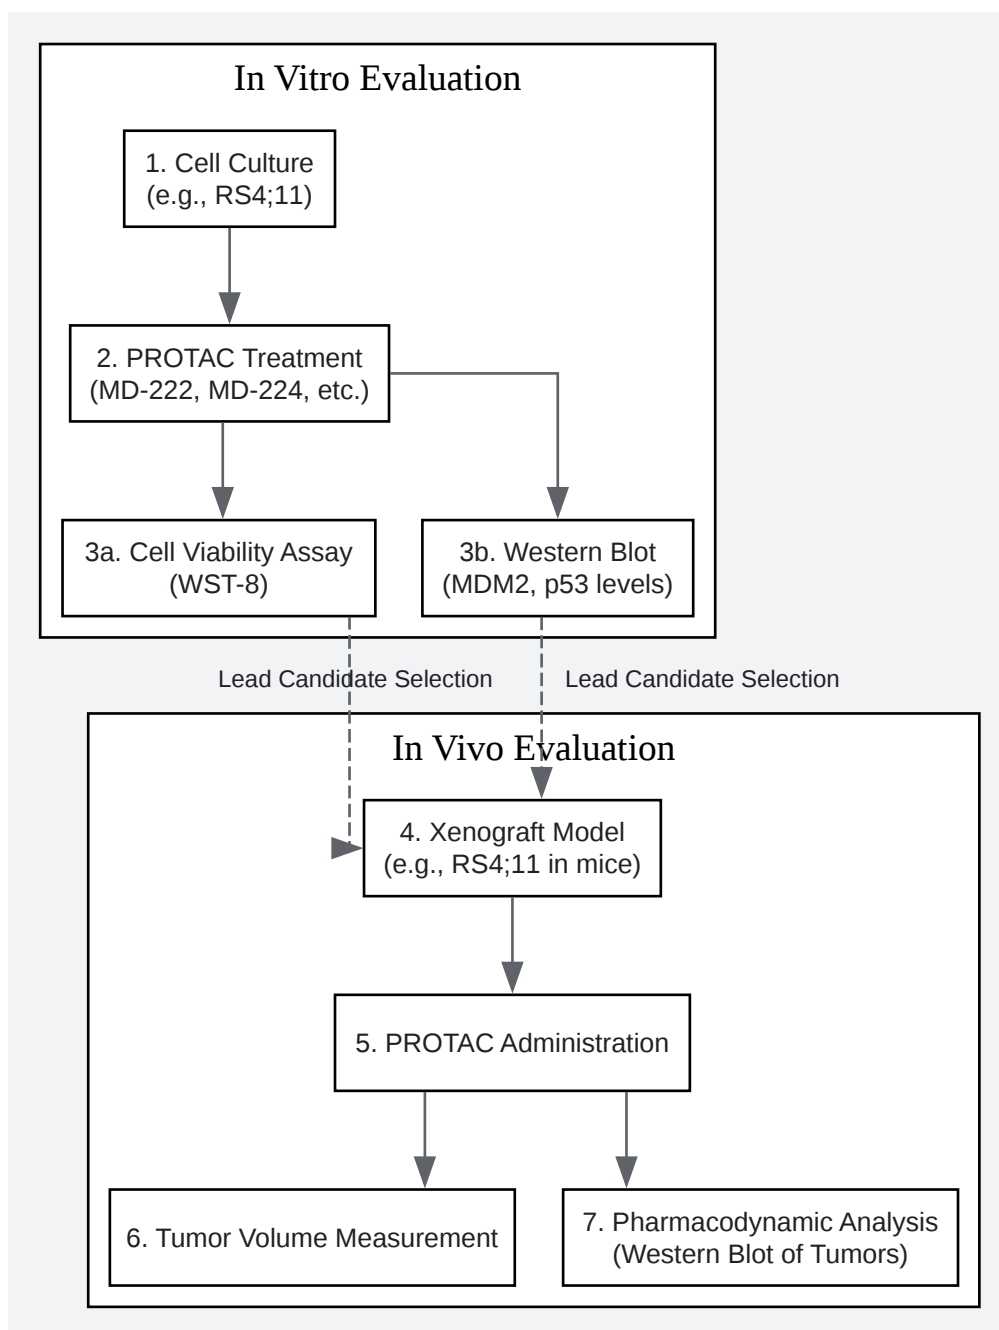 In Vitro Evaluation
1. Cell Culture
(e.g., RS4;11)
2. PROTAC Treatment
(MD-222, MD-224, etc.)
3a. Cell Viability Assay
(WST-8)
3b. Western Blot
(MDM2, p53 levels)
Lead Candidate Selection
Lead Candidate Selection
In Vivo Evaluation
4. Xenograft Model
(e.g., RS4;11 in mice)
5. PROTAC Administration
6. Tumor Volume Measurement
7. Pharmacodynamic Analysis
(Western Blot of Tumors)